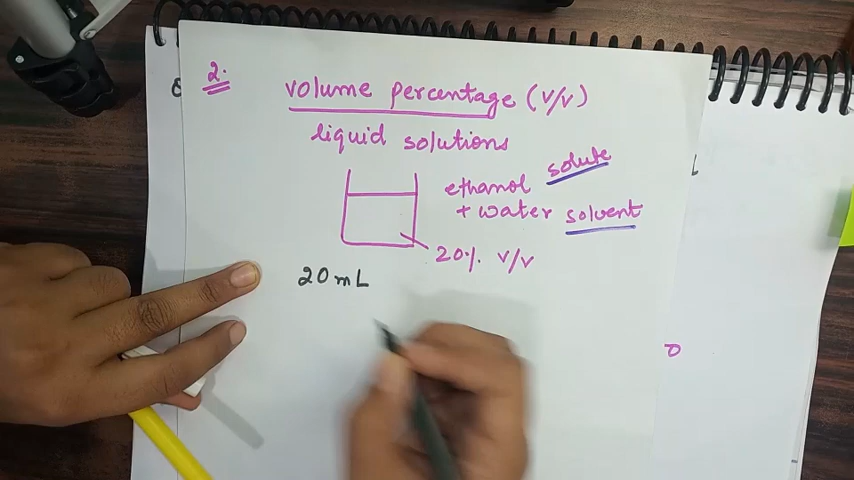 2.
volume percentage (v/v)
liquid solutions
ethanol solute
+ water solvent
20% v/v
20 mL